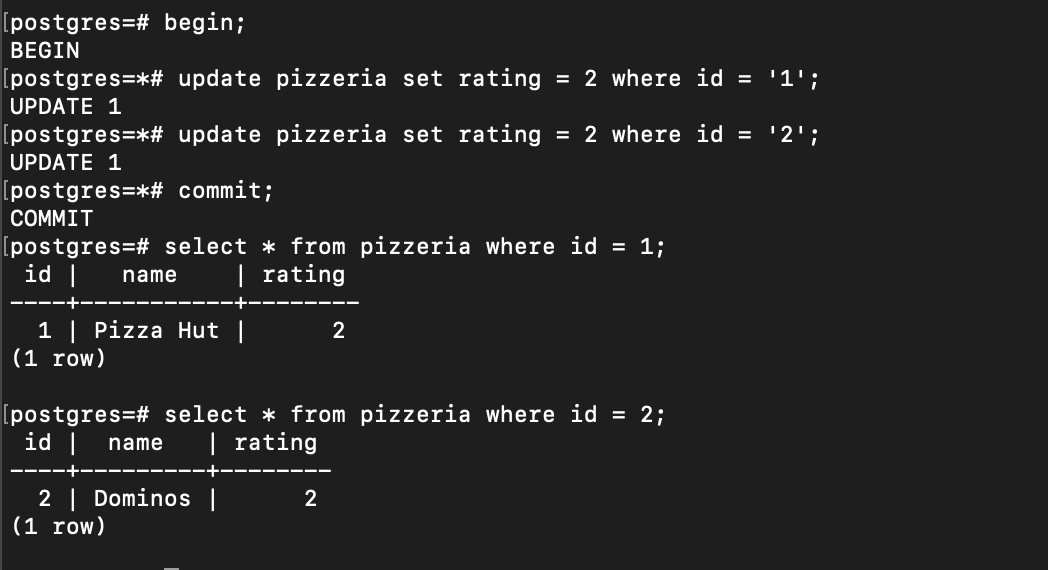 [postgres=# begin;
BEGIN
[postgres=*# update pizzeria set rating = 2 where id = '1';
UPDATE 1
[postgres=*# update pizzeria set rating = 2 where id = '2';
UPDATE 1
[postgres=*# commit;
COMMIT
[postgres=# select * from pizzeria where id = 1;
 id |   name    | rating
----+-----------+--------
  1 | Pizza Hut |      2
(1 row)

[postgres=# select * from pizzeria where id = 2;
 id |  name   | rating
----+---------+--------
  2 | Dominos |      2
(1 row)